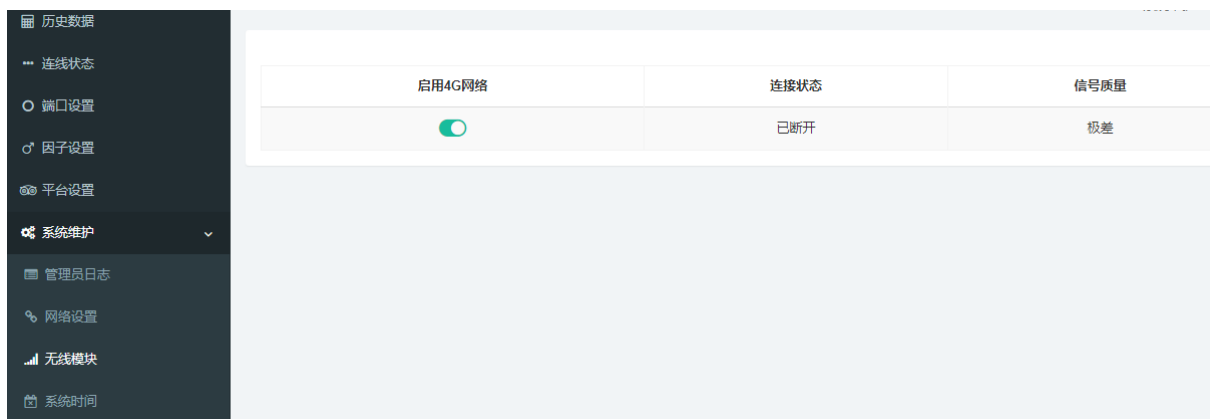 历史数据
连线状态
端口设置
因子设置
平台设置
系统维护
管理员日志
网络设置
无线模块
系统时间
启用4G网络 连接状态 信号质量
已断开 极差